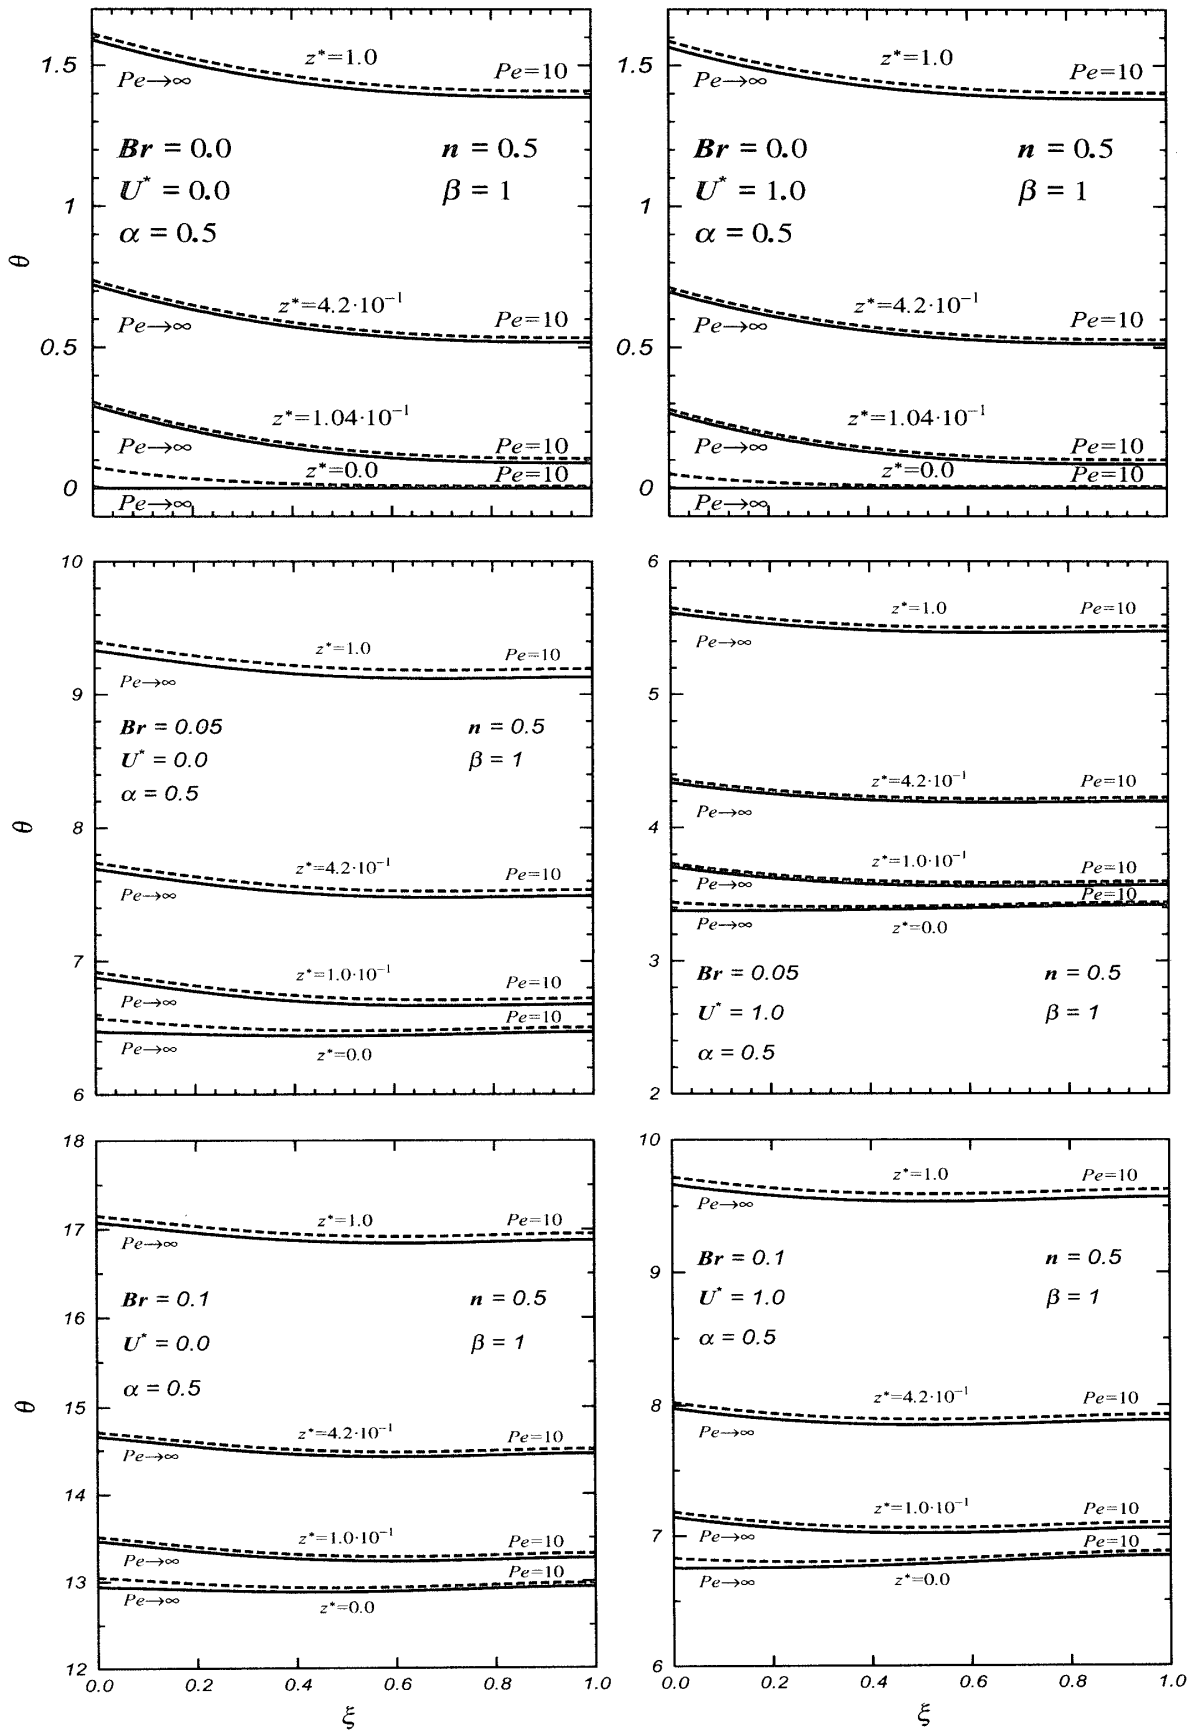 z*=1.0
1.5
Pe→∞
Pe=10
Br = 0.0
n = 0.5
U* = 0.0
β = 1
1
α = 0.5
θ
z*=4.2·10⁻¹
Pe→∞
Pe=10
0.5
z*=1.04·10⁻¹
Pe→∞
Pe=10
z*=0.0
Pe=10
0
Pe→∞
z*=1.0
1.5
Pe→∞
Pe=10
Br = 0.0
n = 0.5
U* = 1.0
β = 1
1
α = 0.5
z*=4.2·10⁻¹
Pe→∞
Pe=10
0.5
z*=1.04·10⁻¹
Pe→∞
Pe=10
z*=0.0
Pe=10
0
Pe→∞
10
z*=1.0
Pe=10
9
Pe→∞
Br = 0.05
n = 0.5
U* = 0.0
β = 1
α = 0.5
8
θ
z*=4.2·10⁻¹
Pe→∞
Pe=10
7
z*=1.0·10⁻¹
Pe=10
Pe→∞
Pe=10
Pe→∞
z*=0.0
6
6
z*=1.0
Pe=10
Pe→∞
5
z*=4.2·10⁻¹
Pe=10
4
Pe→∞
z*=1.0·10⁻¹
Pe=10
Pe→∞
Pe=10
Pe→∞
z*=0.0
3
Br = 0.05
n = 0.5
U* = 1.0
β = 1
α = 0.5
2
18
z*=1.0
Pe=10
17
Pe→∞
Br = 0.1
n = 0.5
16
U* = 0.0
β = 1
α = 0.5
15
θ
z*=4.2·10⁻¹
Pe=10
Pe→∞
14
z*=1.0·10⁻¹
Pe=10
Pe→∞
Pe=10
13
Pe→∞
z*=0.0
12
0.0 0.2 0.4 0.6 0.8 1.0
ξ
10
z*=1.0
Pe=10
Pe→∞
Br = 0.1
n = 0.5
9
U* = 1.0
β = 1
α = 0.5
z*=4.2·10⁻¹
Pe=10
8
Pe→∞
z*=1.0·10⁻¹
Pe=10
7
Pe→∞
Pe=10
Pe→∞
z*=0.0
6
0.0 0.2 0.4 0.6 0.8 1.0
ξ